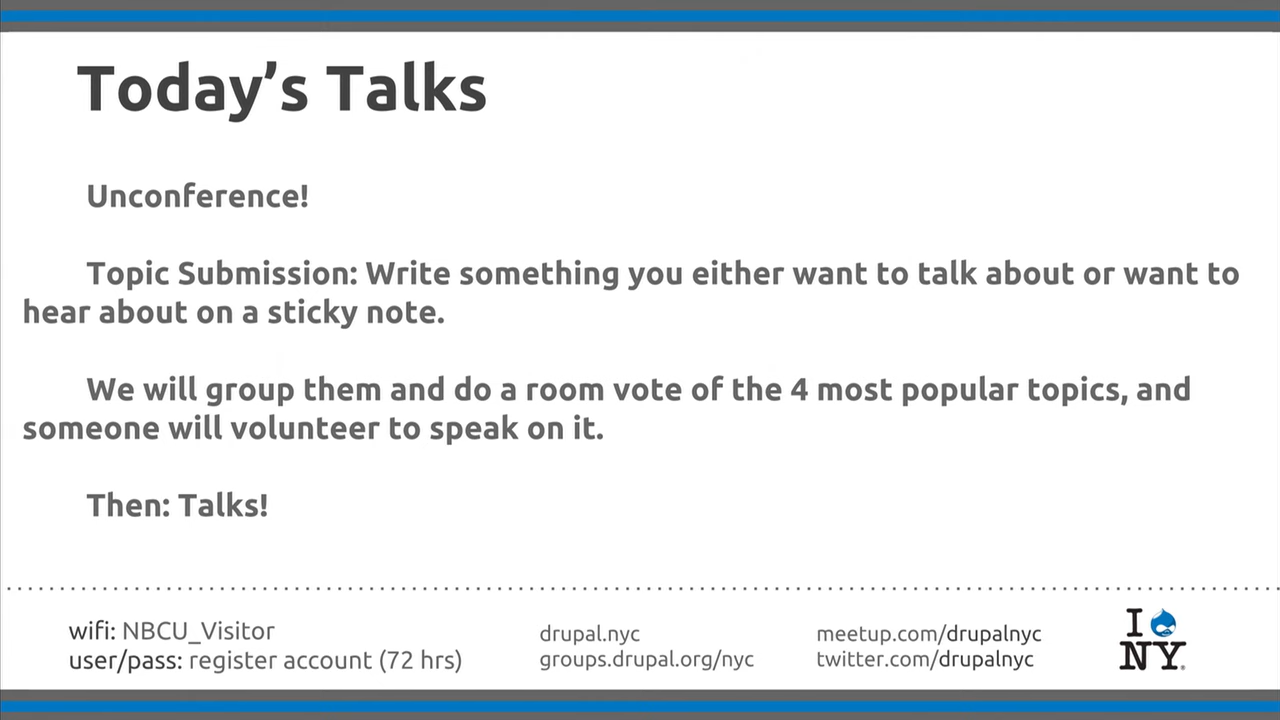 Today’s Talks
Unconference!
Topic Submission: Write something you either want to talk about or want to
hear about on a sticky note.
We will group them and do a room vote of the 4 most popular topics, and
someone will volunteer to speak on it.
Then: Talks!
wifi: NBCU_Visitor
user/pass: register account (72 hrs)
drupal.nyc
groups.drupal.org/nyc
meetup.com/drupalnyc
twitter.com/drupalnyc
I
NY®